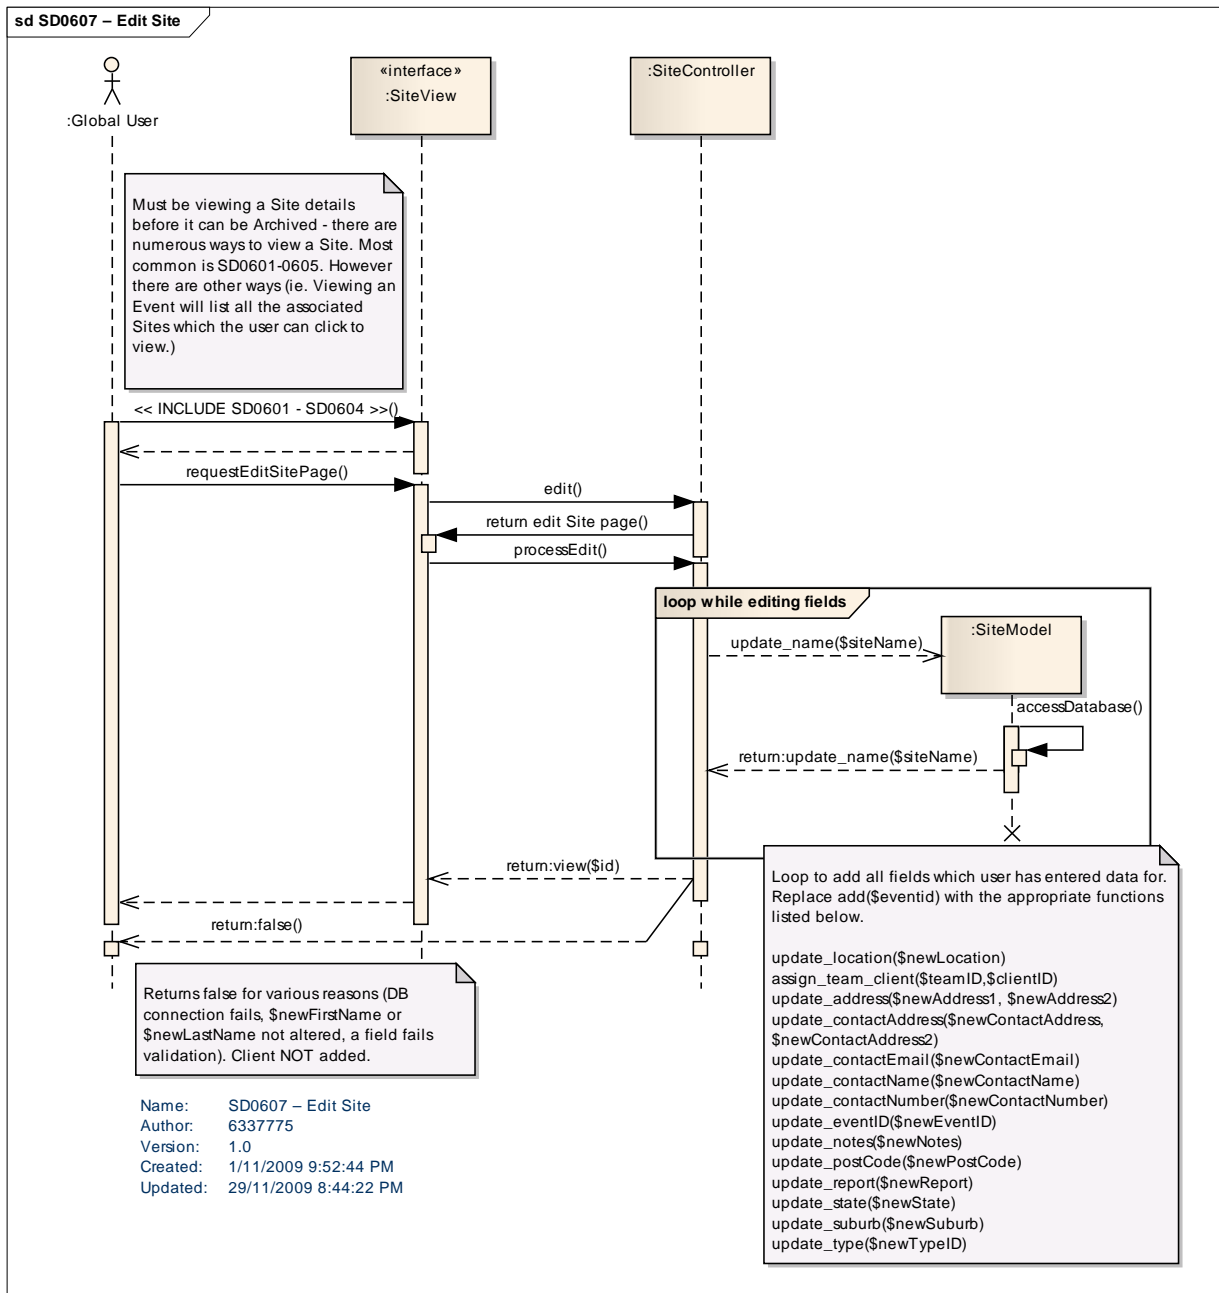 sd SD0607 – Edit Site
«interface»
:SiteView
:SiteController
:Global User
Must be viewing a Site details
before it can be Archived - there are
numerous ways to view a Site. Most
common is SD0601-0605. However
there are other ways (ie. Viewing an
Event will list all the associated
Sites which the user can click to
view.)
<< INCLUDE SD0601 - SD0604 >>()
requestEditSitePage()
edit()
return edit Site page()
processEdit()
loop while editing fields
:SiteModel
update_name($siteName)
accessDatabase()
return:update_name($siteName)
return:view($id)
return:false()
Loop to add all fields which user has entered data for.
Replace add($eventid) with the appropriate functions
listed below.
update_location($newLocation)
assign_team_client($teamID,$clientID)
update_address($newAddress1, $newAddress2)
update_contactAddress($newContactAddress,
$newContactAddress2)
update_contactEmail($newContactEmail)
update_contactName($newContactName)
update_contactNumber($newContactNumber)
update_eventID($newEventID)
update_notes($newNotes)
update_postCode($newPostCode)
update_report($newReport)
update_state($newState)
update_suburb($newSuburb)
update_type($newTypeID)
Returns false for various reasons (DB
connection fails, $newFirstName or
$newLastName not altered, a field fails
validation). Client NOT added.
Name: SD0607 – Edit Site
Author: 6337775
Version: 1.0
Created: 1/11/2009 9:52:44 PM
Updated: 29/11/2009 8:44:22 PM